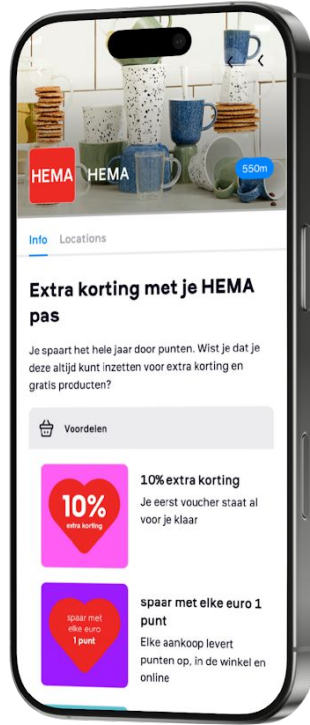 HEMA
HEMA
550m
Info Locations
Extra korting met je HEMA
pas
Je spaart het hele jaar door punten. Wist je dat je
deze altijd kunt inzetten voor extra korting en
gratis producten?
Voordelen
10%
extra korting
10% extra korting
Je eerst voucher staat al
voor je klaar
spaar met
elke euro
1 punt
spaar met elke euro 1
punt
Elke aankoop levert
punten op, in de winkel en
online